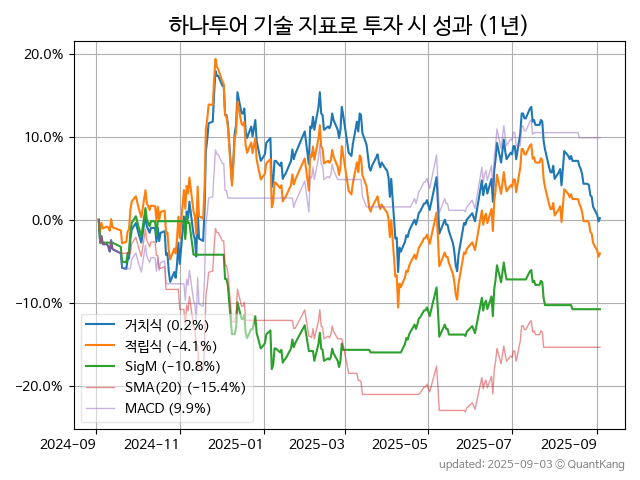 하나투어 기술 지표로 투자 시 성과 (1년)
20.0%
10.0%
0.0%
−10.0%
−20.0%
거치식 (0.2%)
적립식 (−4.1%)
SigM (−10.8%)
SMA(20) (−15.4%)
MACD (9.9%)
2024-09 2024-11 2025-01 2025-03 2025-05 2025-07 2025-09
updated: 2025-09-03 © QuantKang